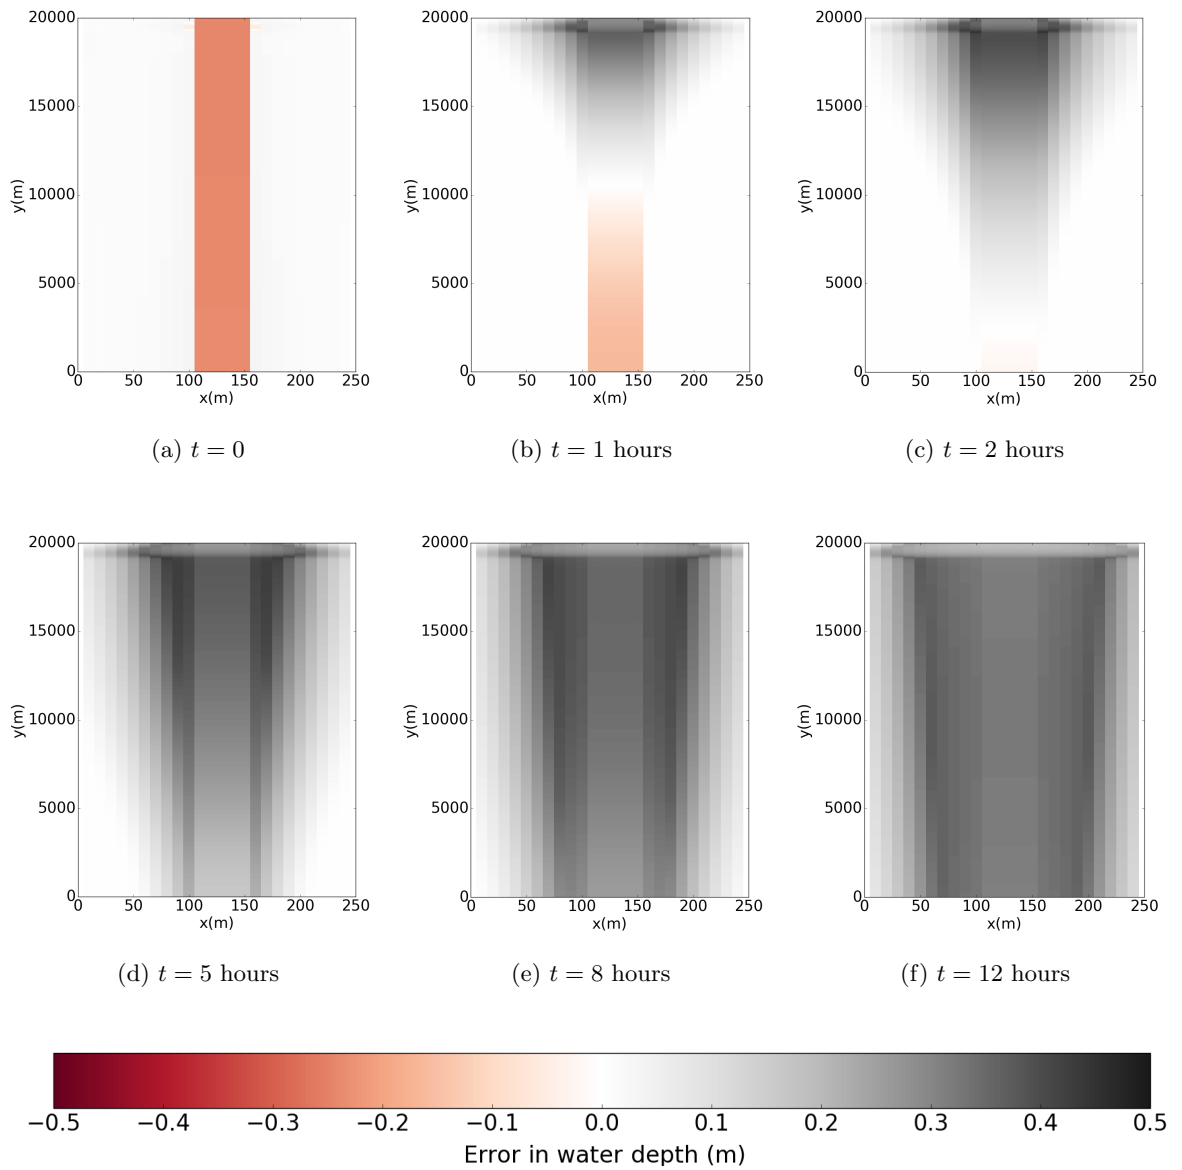 20000 20000 20000
15000 15000 15000
y(m) 10000 y(m) 10000 y(m) 10000
5000 5000 5000
0 0 0
0 50 100 150 200 250 0 50 100 150 200 250 0 50 100 150 200 250
x(m) x(m) x(m)
(a) t = 0 (b) t = 1 hours (c) t = 2 hours
20000 20000 20000
15000 15000 15000
y(m) 10000 y(m) 10000 y(m) 10000
5000 5000 5000
0 0 0
0 50 100 150 200 250 0 50 100 150 200 250 0 50 100 150 200 250
x(m) x(m) x(m)
(d) t = 5 hours (e) t = 8 hours (f) t = 12 hours
−0.5 −0.4 −0.3 −0.2 −0.1 0.0 0.1 0.2 0.3 0.4 0.5
Error in water depth (m)